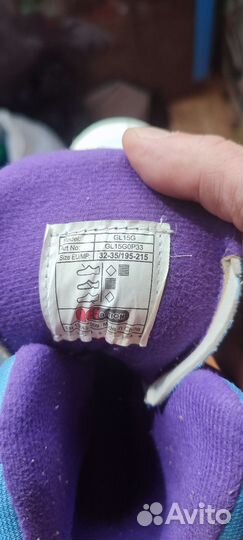 Model: GL15G
Art No: GL15G0P33
Size EU/MP 32-35/195-215
Avito